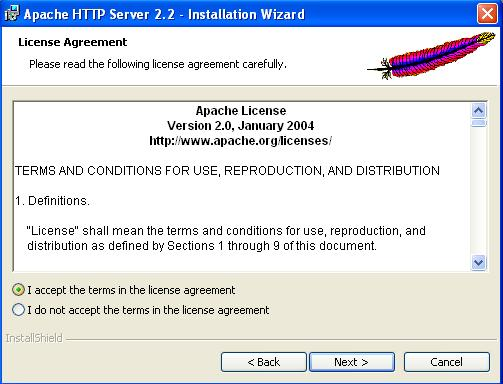 Apache HTTP Server 2.2 - Installation Wizard
License Agreement
Please read the following license agreement carefully.
Apache License
Version 2.0, January 2004
http://www.apache.org/licenses/
TERMS AND CONDITIONS FOR USE, REPRODUCTION, AND DISTRIBUTION
1. Definitions.
"License" shall mean the terms and conditions for use, reproduction, and
distribution as defined by Sections 1 through 9 of this document.
I accept the terms in the license agreement
I do not accept the terms in the license agreement
InstallShield
< Back Next > Cancel